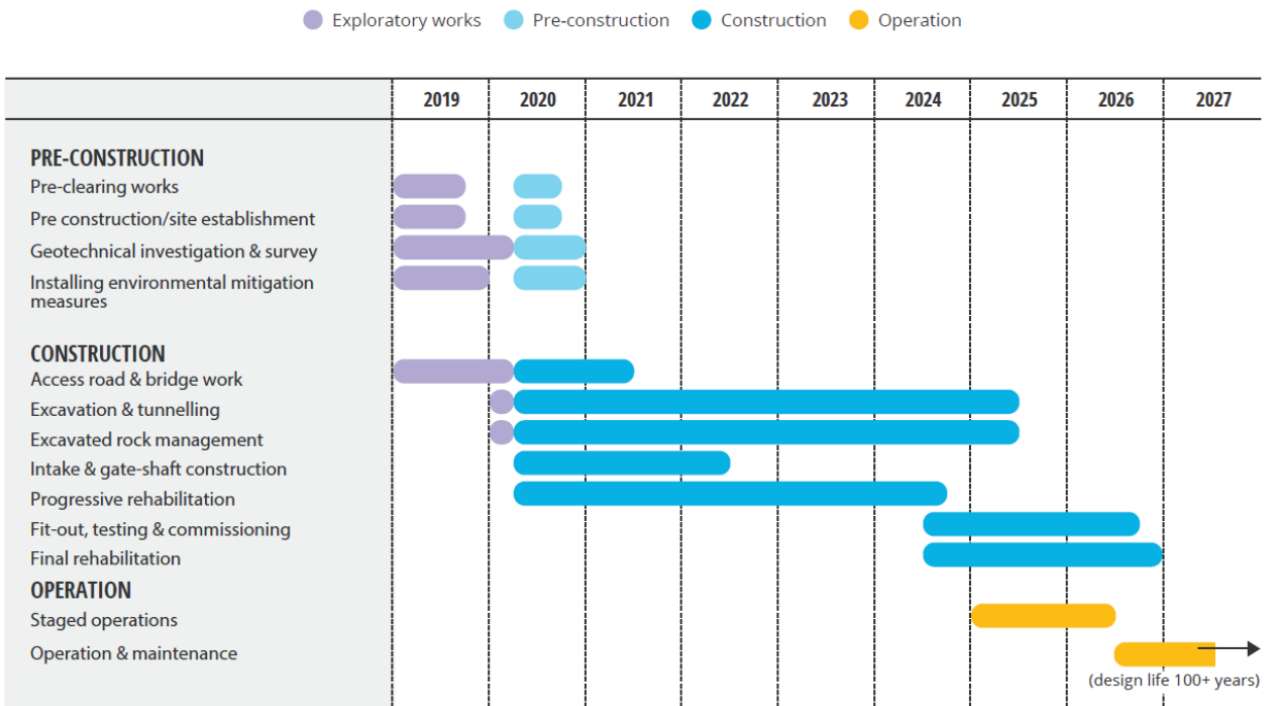 Exploratory works Pre-construction Construction Operation
2019 2020 2021 2022 2023 2024 2025 2026 2027
PRE-CONSTRUCTION
Pre-clearing works
Pre construction/site establishment
Geotechnical investigation & survey
Installing environmental mitigation
measures
CONSTRUCTION
Access road & bridge work
Excavation & tunnelling
Excavated rock management
Intake & gate-shaft construction
Progressive rehabilitation
Fit-out, testing & commissioning
Final rehabilitation
OPERATION
Staged operations
Operation & maintenance
(design life 100+ years)